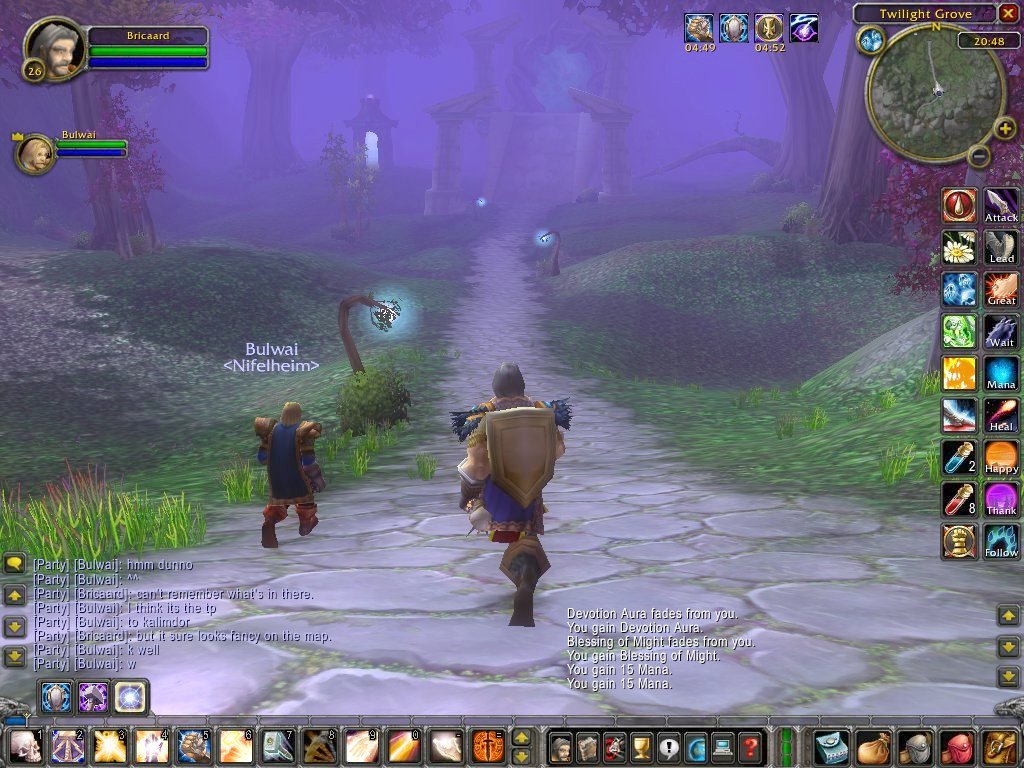 Bricaard
26
04:49
04:52
Twilight Grove
N
20:48
Bulwai
Attack
Lead
Great
Wait
Mana
Heal
2
Happy
8
Thank
Follow
Bulwai
<Nifelheim>
[Party] [Bulwai]: hmm dunno
[Party] [Bulwai]: ^^
[Party] [Bricaard]: can't remember what's in there.
[Party] [Bulwai]: I think its the tp
[Party] [Bulwai]: to kalimdor
[Party] [Bricaard]: but it sure looks fancy on the map.
[Party] [Bulwai]: k well
[Party] [Bulwai]: w
Devotion Aura fades from you.
You gain Devotion Aura.
Blessing of Might fades from you.
You gain Blessing of Might.
You gain 15 Mana.
You gain 15 Mana.
1 2 3 4 5 6 7 8 9 0 - =